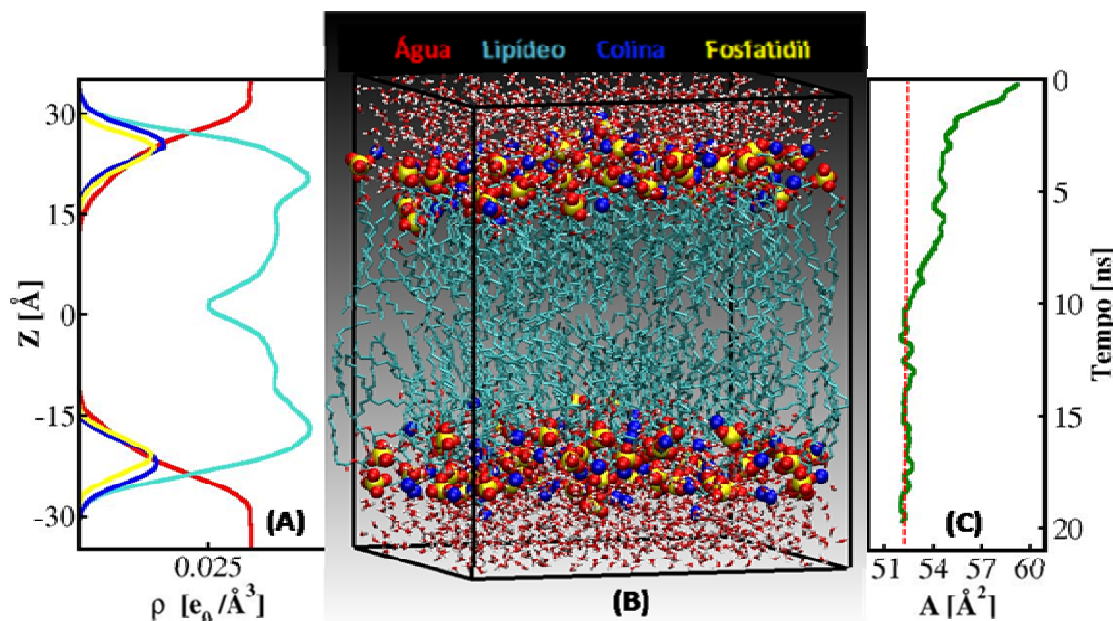 Água Lipídeo Colina Fosfatidil
30
15
0
-15
-30
Z [Å]
(A)
0.025
ρ [e₀/Å³]
(B)
0
5
10
15
20
Tempo [ns]
(C)
51 54 57 60
A [Å²]